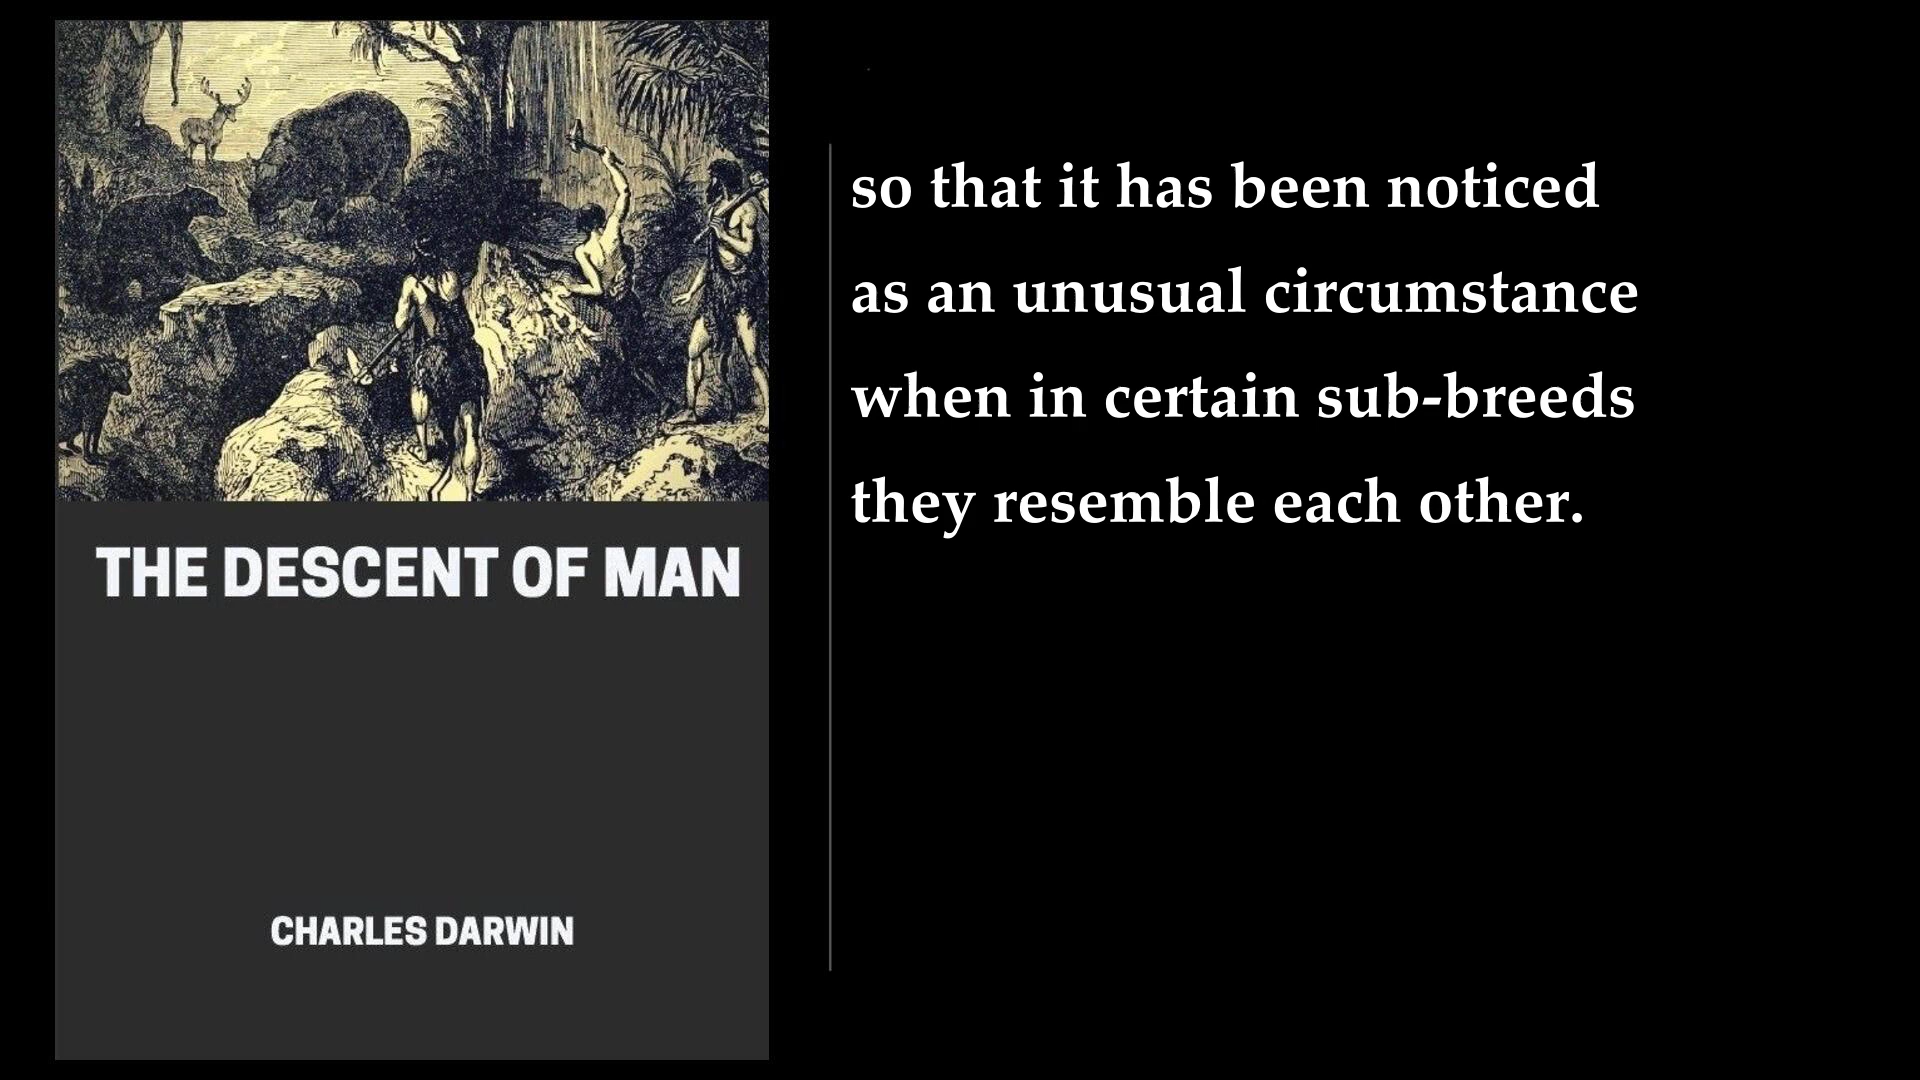 THE DESCENT OF MAN
CHARLES DARWIN
so that it has been noticed
as an unusual circumstance
when in certain sub-breeds
they resemble each other.